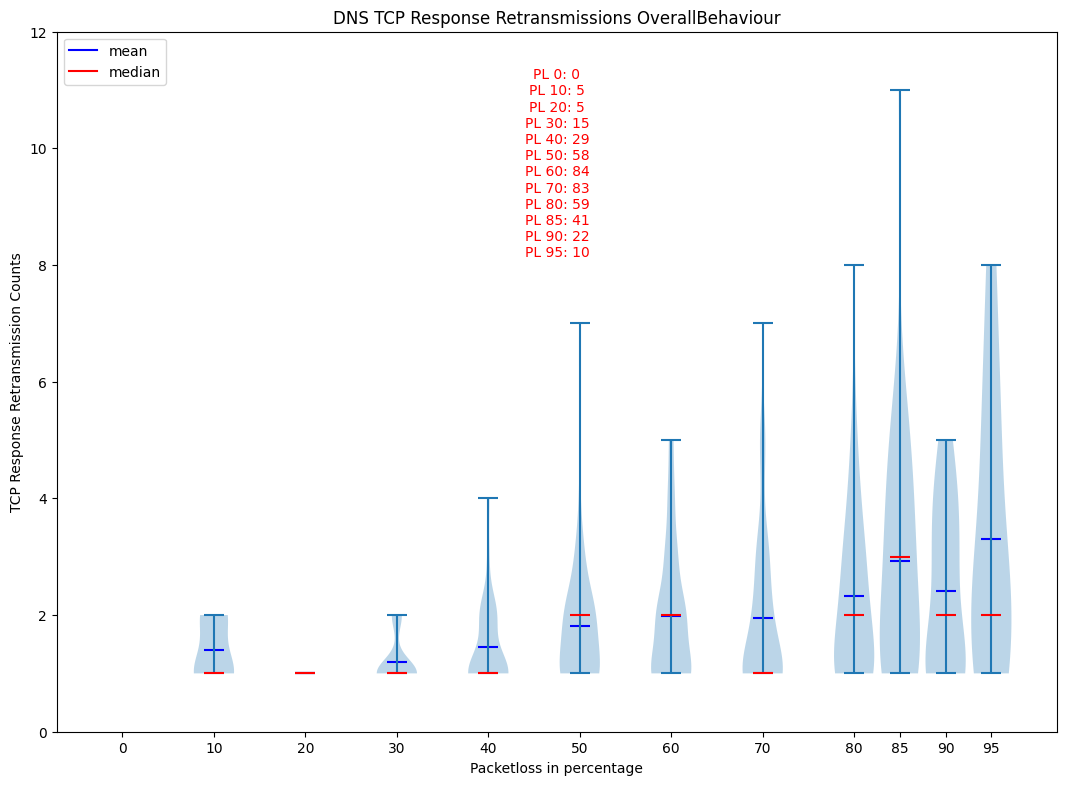 DNS TCP Response Retransmissions OverallBehaviour
mean
median
PL 0: 0
PL 10: 5
PL 20: 5
PL 30: 15
PL 40: 29
PL 50: 58
PL 60: 84
PL 70: 83
PL 80: 59
PL 85: 41
PL 90: 22
PL 95: 10
TCP Response Retransmission Counts
12
10
8
6
4
2
0
0 10 20 30 40 50 60 70 80 85 90 95
Packetloss in percentage